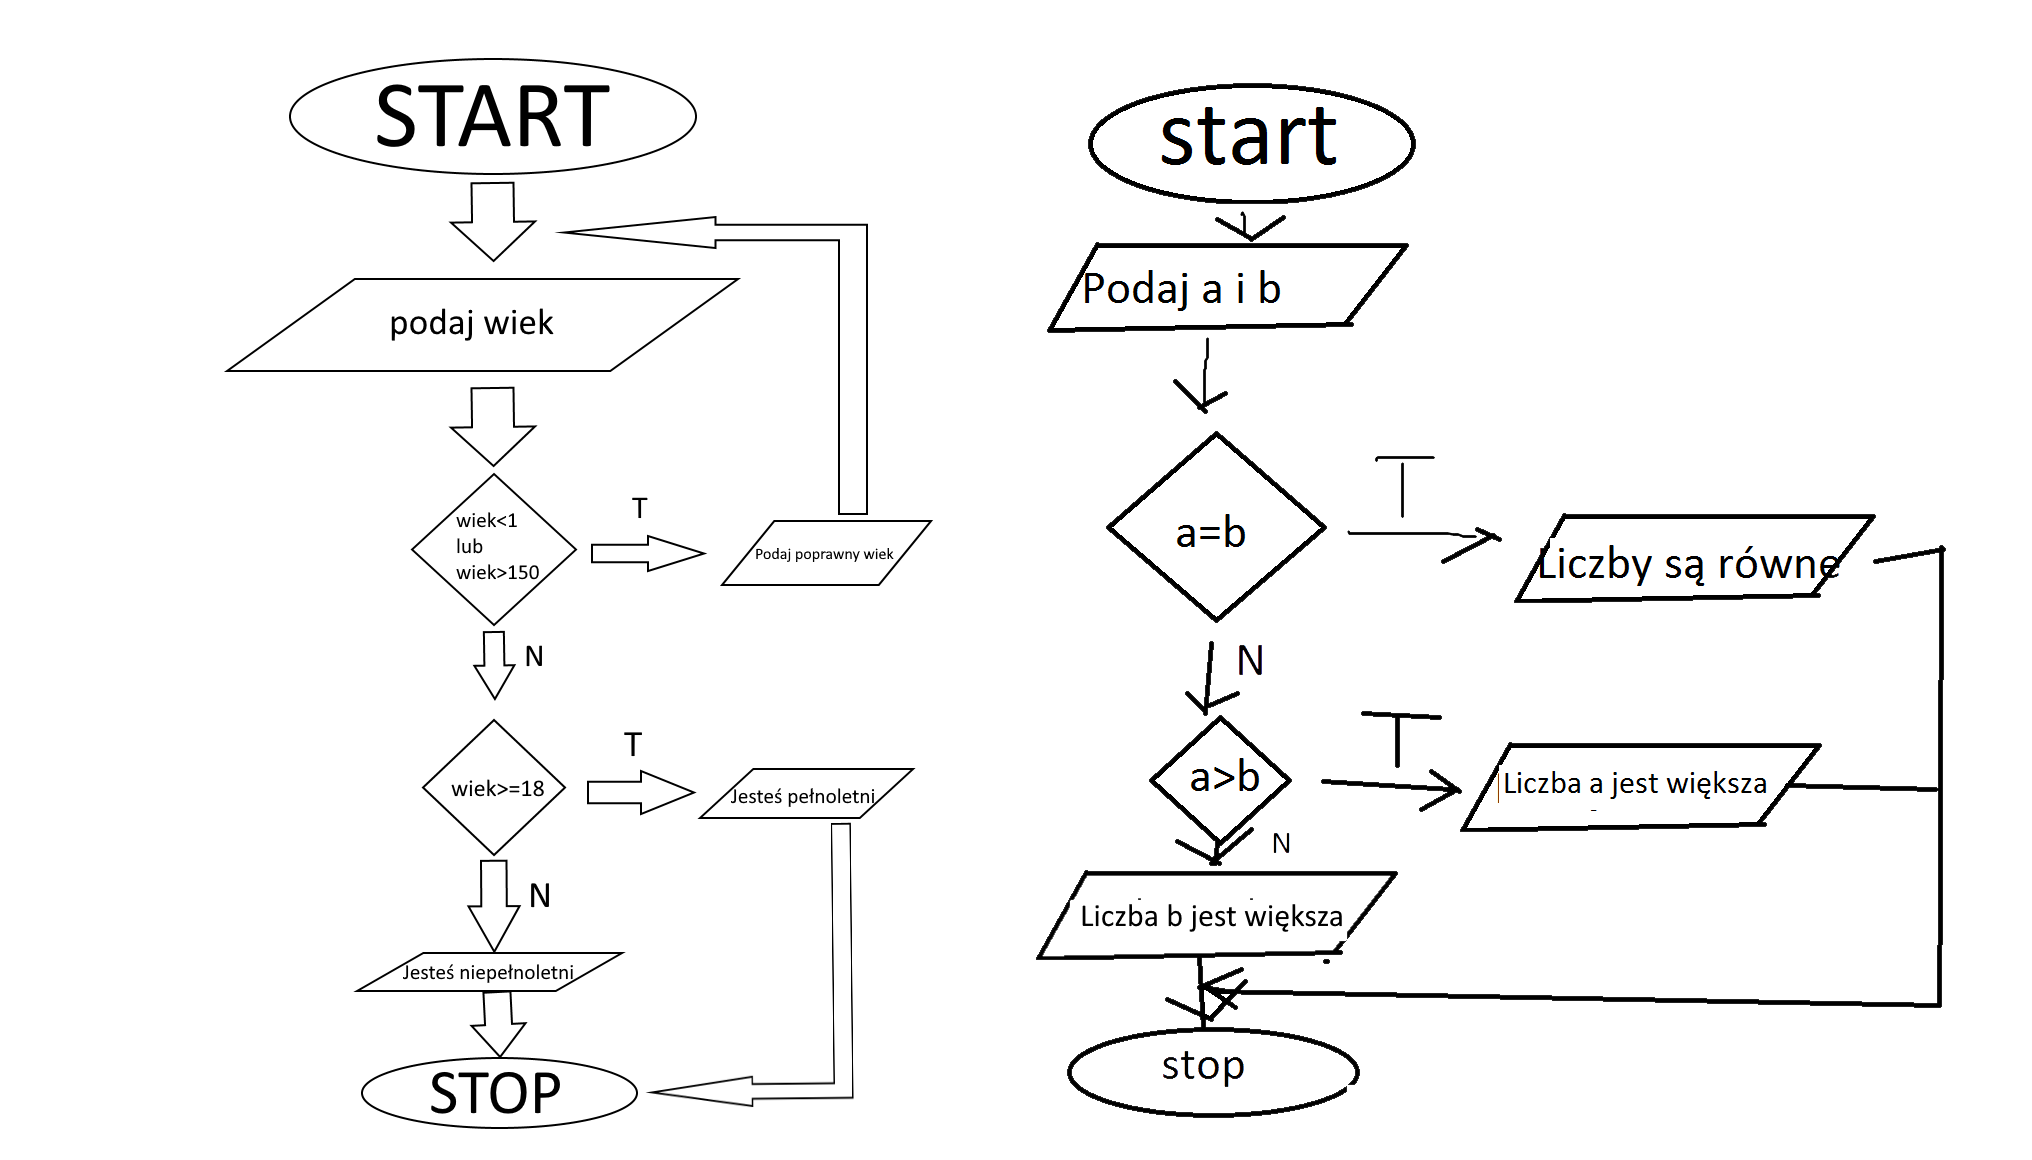 START
podaj wiek
wiek<1
lub
wiek>150
T
Podaj poprawny wiek
N
wiek>=18
T
Jesteś pełnoletni
N
Jesteś niepełnoletni
STOP
start
Podaj a i b
a=b
T
Liczby są równe
N
a>b
T
Liczba a jest większa
N
Liczba b jest większa
stop